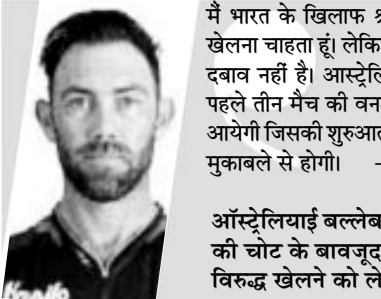 मैं भारत के खिलाफ
खेलना चाहता हूं। लेकि
दबाव नहीं है। आस्ट्रेलि
पहले तीन मैच की वन
आयेगी जिसकी शुरुआत
मुकाबले से होगी। -
ऑस्ट्रेलियाई बल्लेब
की चोट के बावजूद
विरुद्ध खेलने को ले